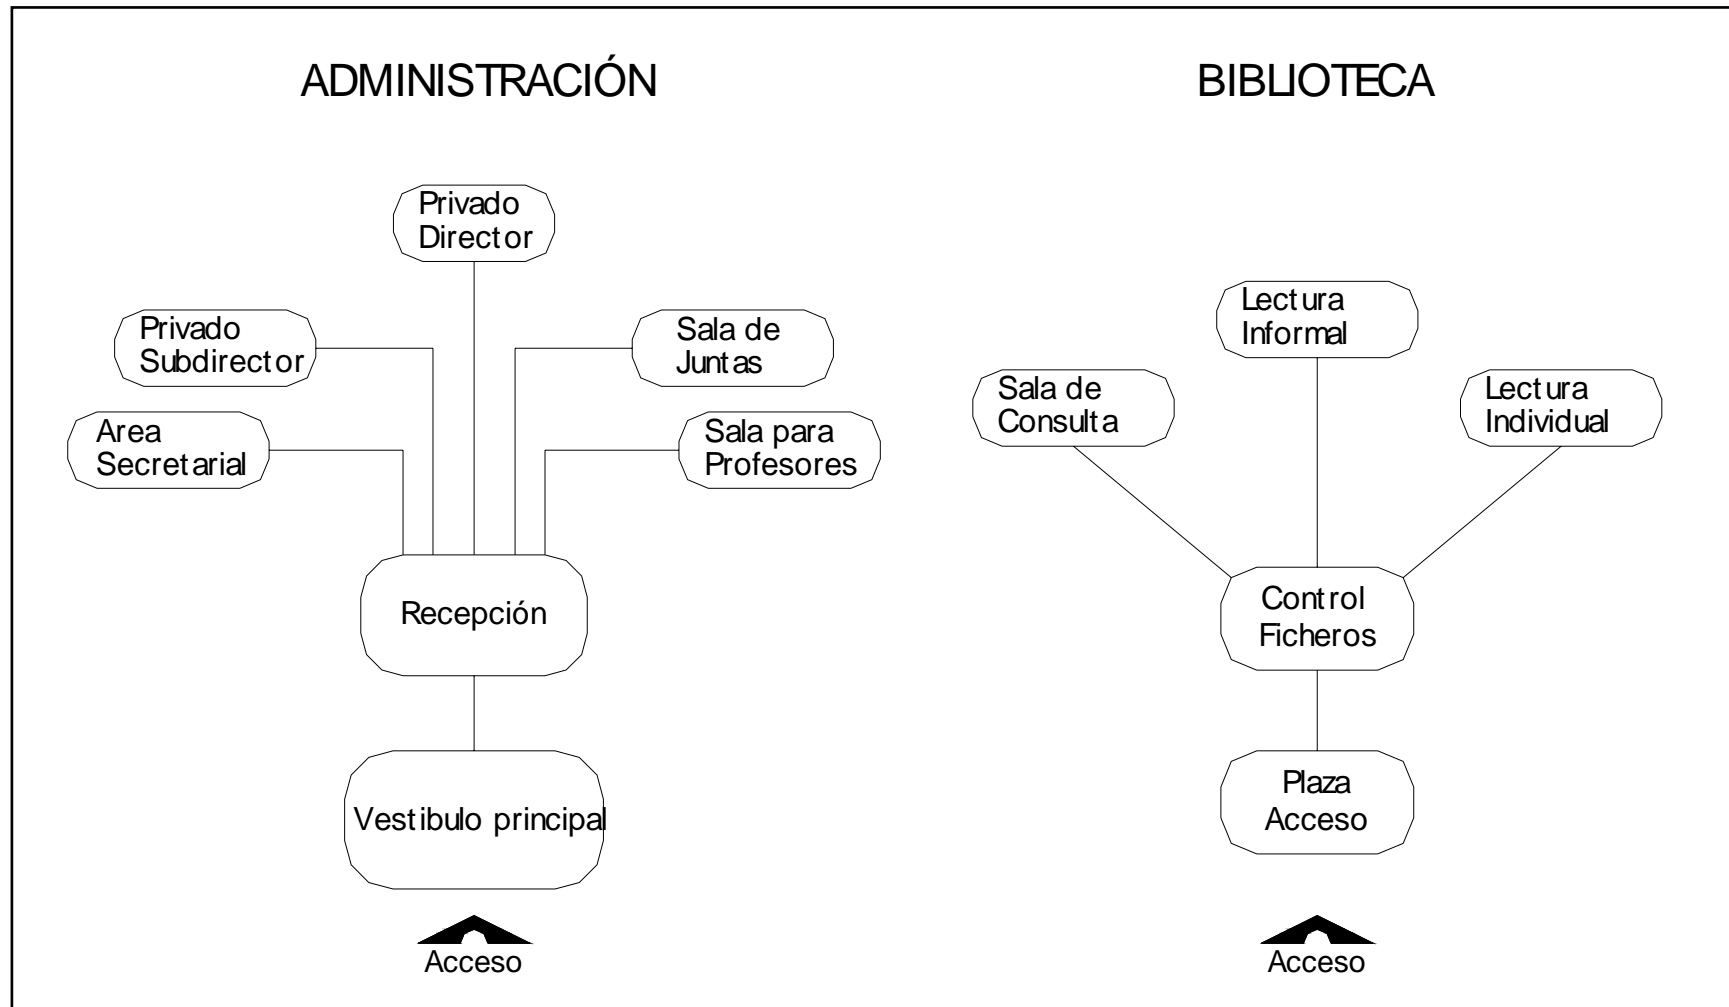 ADMINISTRACIÓN
Privado
Director
Privado
Subdirector
Sala de
Juntas
Area
Secretarial
Sala para
Profesores
Recepción
Vestibulo principal
Acceso
BIBLIOTECA
Lectura
Informal
Sala de
Consulta
Lectura
Individual
Control
Ficheros
Plaza
Acceso
Acceso